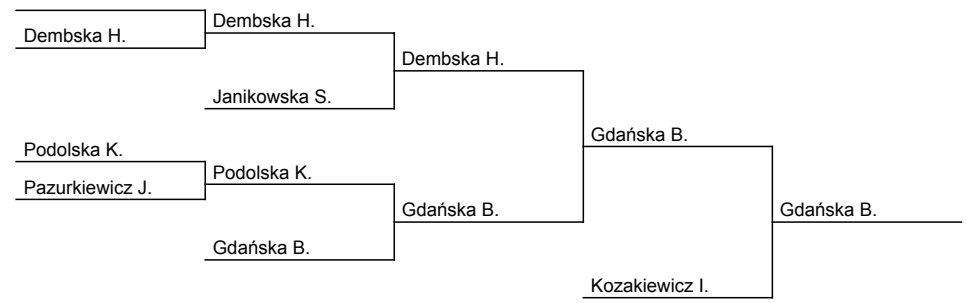 Dembska H.
Dembska H.
Janikowska S.
Dembska H.
Podolska K.
Pazurkiewicz J.
Podolska K.
Gdańska B.
Gdańska B.
Gdańska B.
Kozakiewicz I.
Gdańska B.